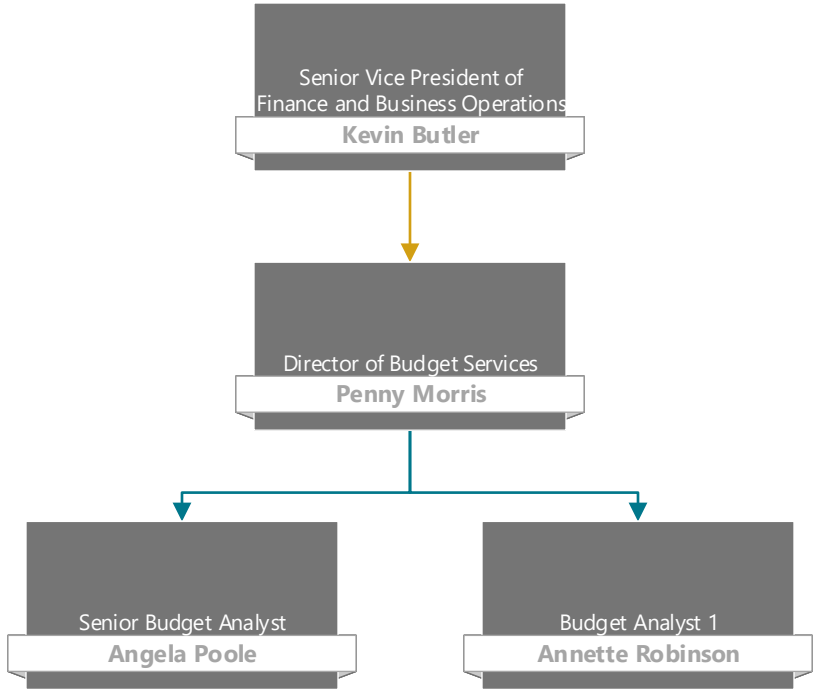 Senior Vice President of
Finance and Business Operations
Kevin Butler
Director of Budget Services
Penny Morris
Senior Budget Analyst
Angela Poole
Budget Analyst 1
Annette Robinson